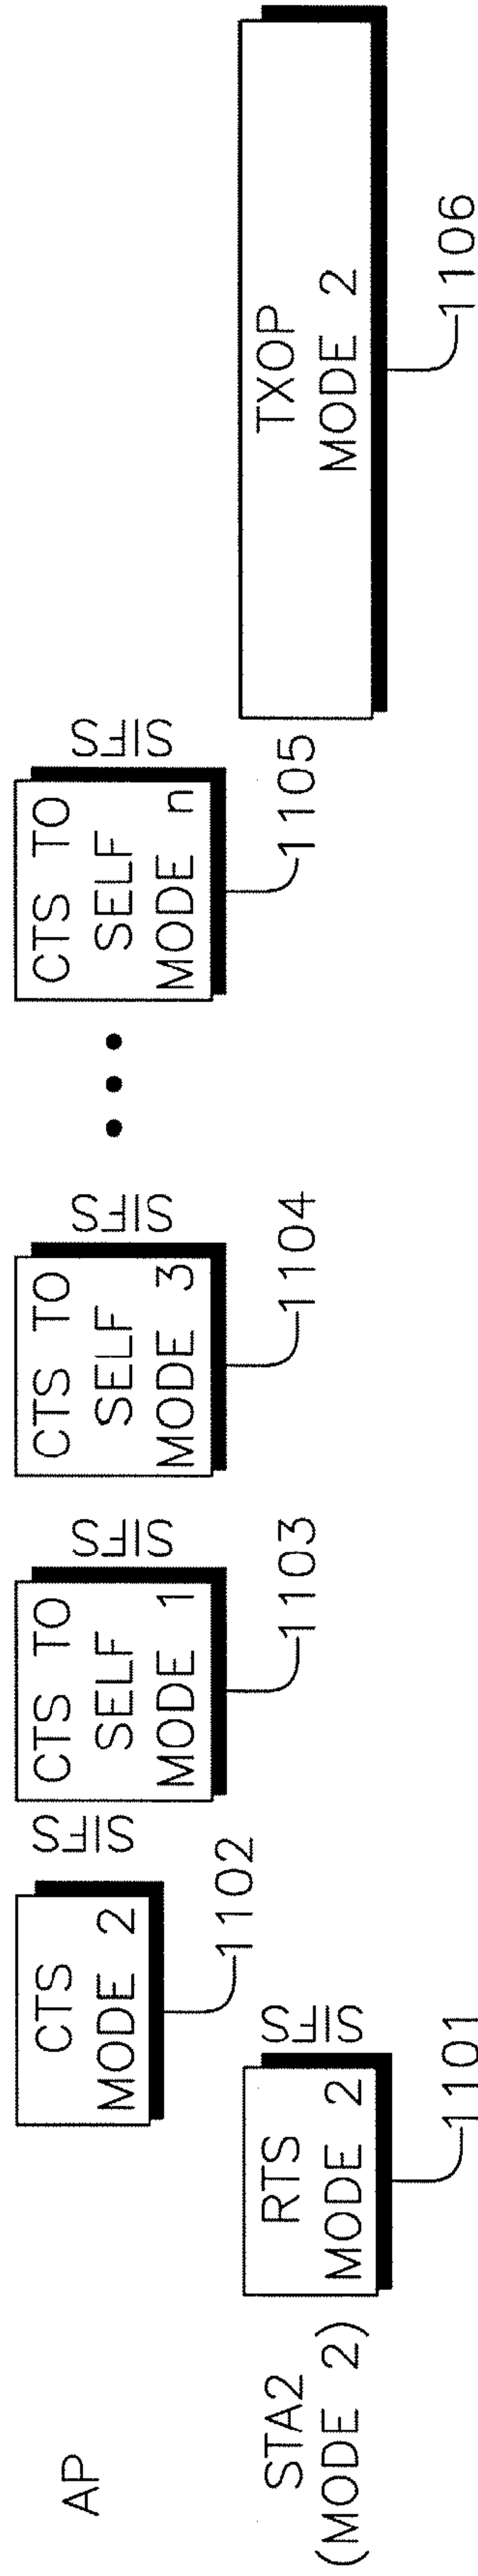 AP
CTS
MODE 2
1102
SIFS
CTS TO
SELF
MODE 1
1103
SIFS
CTS TO
SELF
MODE 3
1104
SIFS
CTS TO
SELF
MODE n
1105
SIFS
STA2
(MODE 2)
RTS
MODE 2
1101
SIFS
TXOP
MODE 2
1106